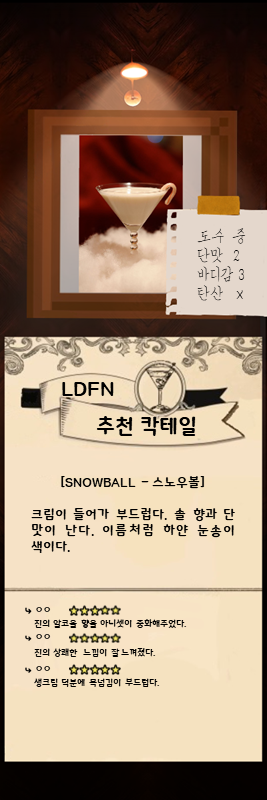 도수 중
단맛 2
바디감 3
탄산 x
LDFN
추천 칵테일
[SNOWBALL - 스노우볼]
크림이 들어가 부드럽다. 솔 향과 단
맛이 난다. 이름처럼 하얀 눈송이
색이다.
↳ ㅇㅇ ★★★★★
진의 알코올 향을 아니셋이 중화해주었다.
↳ ㅇㅇ ★★★★★
진의 상쾌한 느낌이 잘 느껴졌다.
↳ ㅇㅇ ★★★★★
생크림 덕분에 목넘김이 부드럽다.